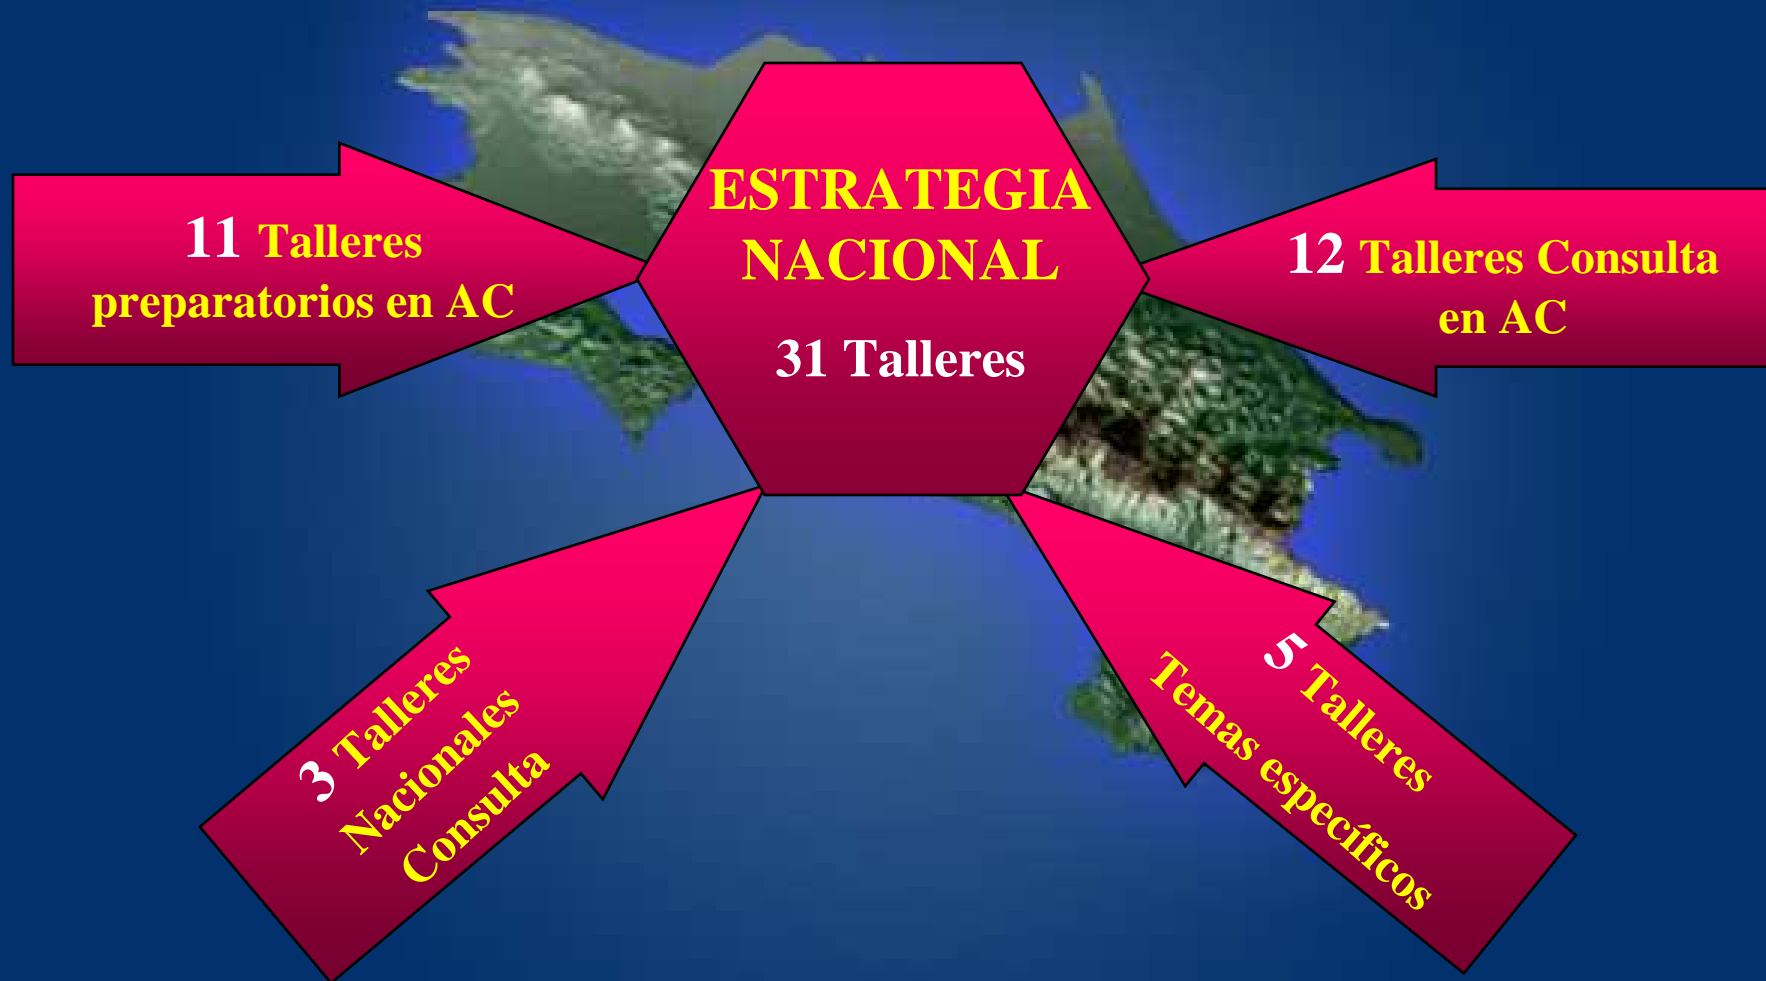 ESTRATEGIA
NACIONAL
31 Talleres
11 Talleres
preparatorios en AC
12 Talleres Consulta
en AC
3 Talleres
Nacionales
Consulta
5 Talleres
Temas específicos